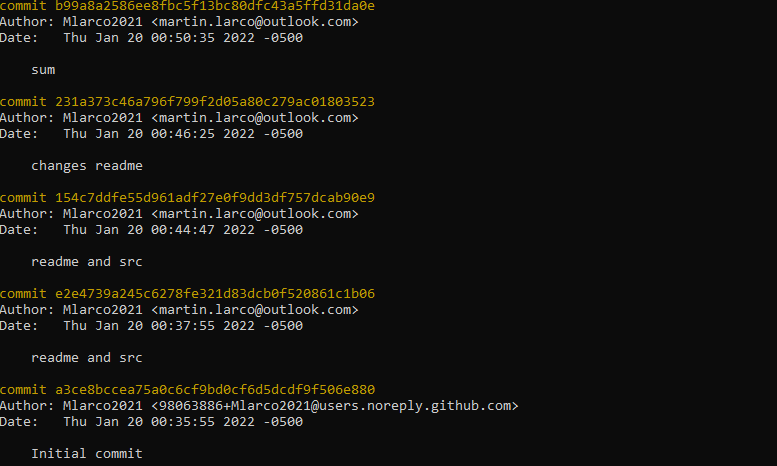 commit b99a8a2586ee8fbc5f13bc80dfc43a5ffd31da0e
Author: Mlarco2021 <martin.larco@outlook.com>
Date:   Thu Jan 20 00:50:35 2022 -0500
sum
commit 231a373c46a796f799f2d05a80c279ac01803523
Author: Mlarco2021 <martin.larco@outlook.com>
Date:   Thu Jan 20 00:46:25 2022 -0500
changes readme
commit 154c7ddfe55d961adf27e0f9dd3df757dcab90e9
Author: Mlarco2021 <martin.larco@outlook.com>
Date:   Thu Jan 20 00:44:47 2022 -0500
readme and src
commit e2e4739a245c6278fe321d83dcb0f520861c1b06
Author: Mlarco2021 <martin.larco@outlook.com>
Date:   Thu Jan 20 00:37:55 2022 -0500
readme and src
commit a3ce8bccea75a0c6cf9bd0cf6d5dcdf9f506e880
Author: Mlarco2021 <98063886+Mlarco2021@users.noreply.github.com>
Date:   Thu Jan 20 00:35:55 2022 -0500
Initial commit